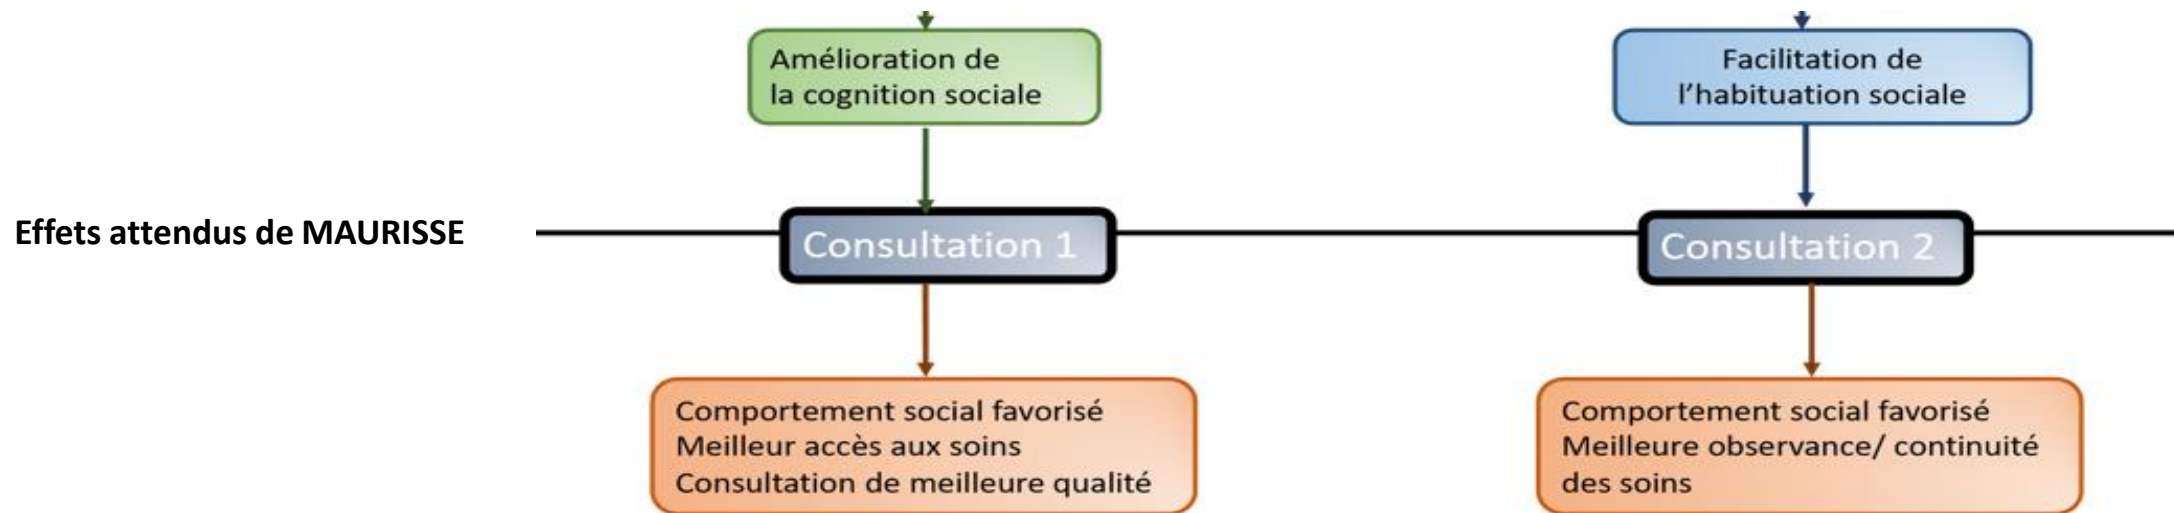 Amélioration de
la cognition sociale
Facilitation de
l'habituation sociale
Effets attendus de MAURISSE
Consultation 1
Consultation 2
Comportement social favorisé
Meilleur accès aux soins
Consultation de meilleure qualité
Comportement social favorisé
Meilleure observance/ continuité
des soins